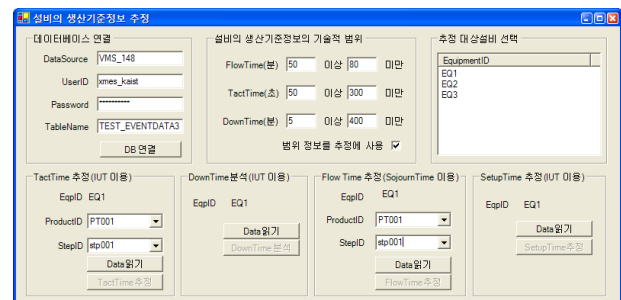 설비의 생산기준정보 추정
데이터베이스 연결
DataSource VMS_148
UserID xmes_kaist
Password **********
TableName TEST_EVENTDATA3
DB 연결
설비의 생산기준정보의 기술적 범위
FlowTime(분) 50 이상 80 미만
TactTime(초) 50 이상 300 미만
DownTime(분) 5 이상 400 미만
범위 정보를 추정에 사용
추정 대상설비 선택
EquipmentID
EQ1
EQ2
EQ3
TactTime 추정(IUT 이용)
EqpID EQ1
ProductID PT001
StepID stp001
Data읽기
TactTime추정
DownTime분석(IUT 이용)
EqpID EQ1
Data읽기
DownTime분석
Flow Time 추정(SojournTime 이용)
EqpID EQ1
ProductID PT001
StepID stp001
Data읽기
FlowTime추정
SetupTime 추정(IUT 이용)
EqpID EQ1
Data읽기
SetupTime추정